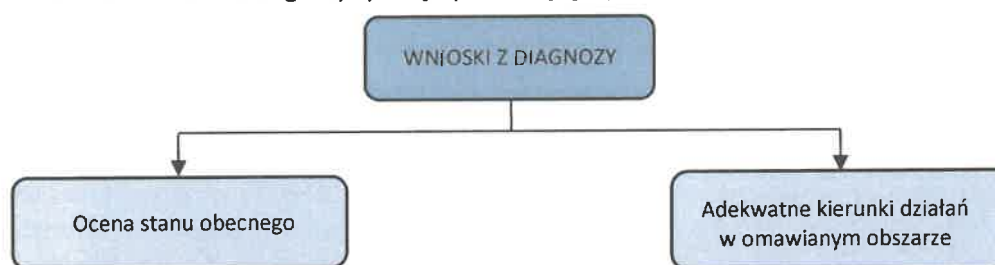 WNIOSKI Z DIAGNOZY
Ocena stanu obecnego
Adekwatne kierunki działań
w omawianym obszarze